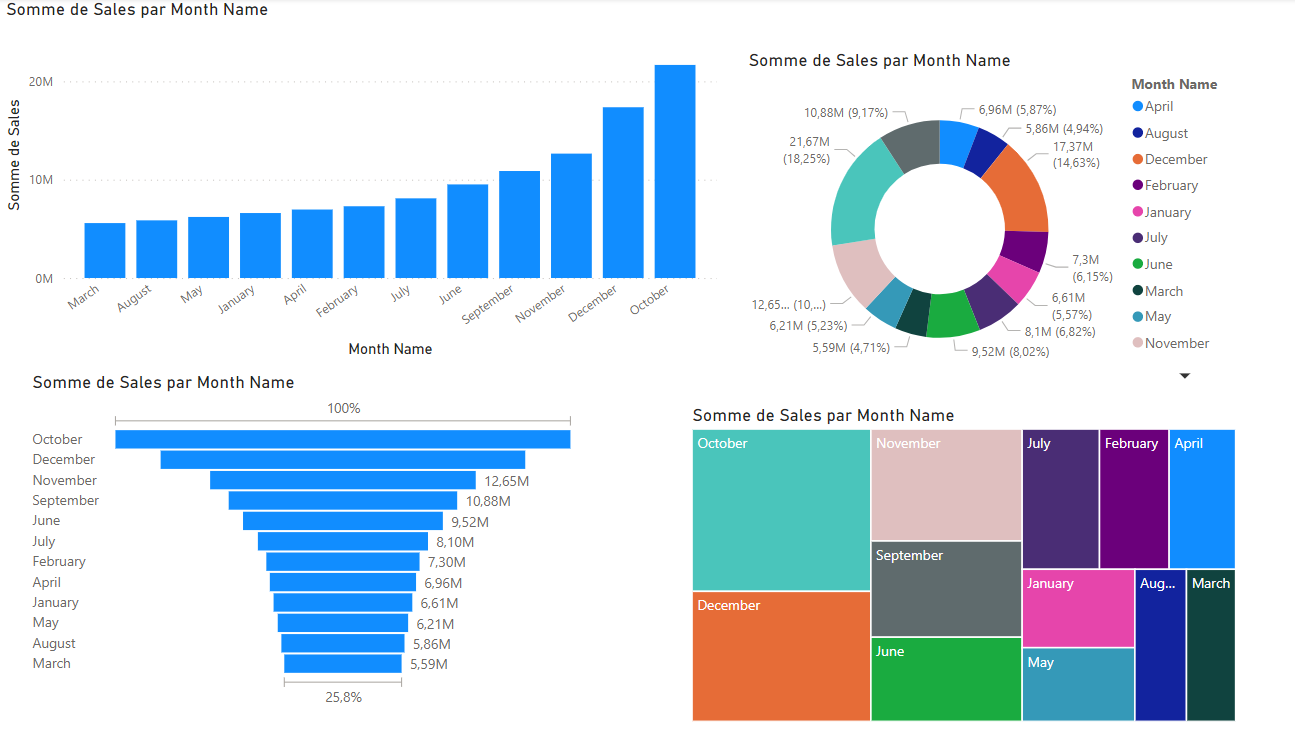 Somme de Sales par Month Name
Somme de Sales
20M
10M
0M
March
August
May
January
April
February
July
June
September
November
December
October
Month Name
Somme de Sales par Month Name
10,88M (9,17%)
6,96M (5,87%)
5,86M (4,94%)
17,37M
(14,63%)
21,67M
(18,25%)
7,3M
(6,15%)
6,61M
(5,57%)
8,1M (6,82%)
9,52M (8,02%)
5,59M (4,71%)
6,21M (5,23%)
12,65... (10,...)
Month Name
April
August
December
February
January
July
June
March
May
November
Somme de Sales par Month Name
100%
October
December
November 12,65M
September 10,88M
June 9,52M
July 8,10M
February 7,30M
April 6,96M
January 6,61M
May 6,21M
August 5,86M
March 5,59M
25,8%
Somme de Sales par Month Name
October
November
July
February
April
September
December
January
Aug...
March
June
May